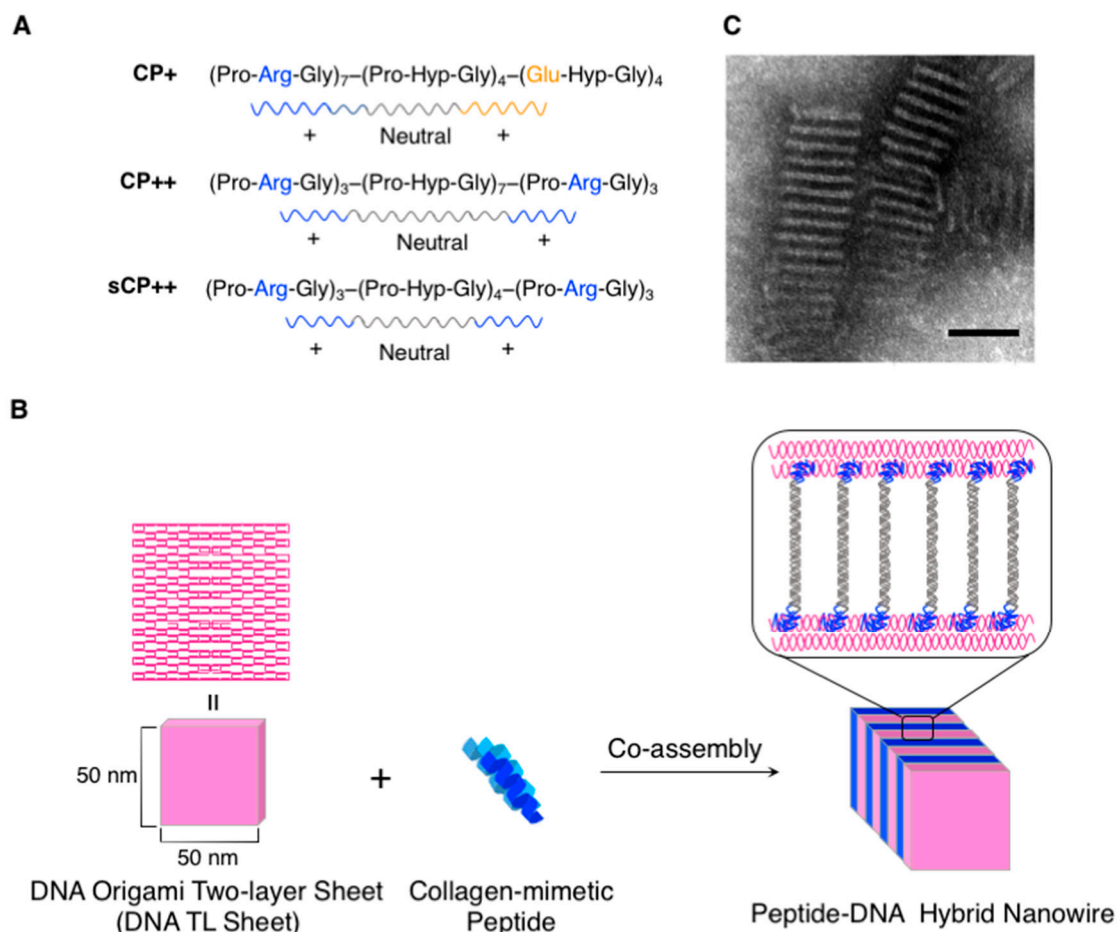 A
CP+ (Pro-Arg-Gly)₇–(Pro-Hyp-Gly)₄–(Glu-Hyp-Gly)₄
+ Neutral +
CP++ (Pro-Arg-Gly)₃–(Pro-Hyp-Gly)₇–(Pro-Arg-Gly)₃
+ Neutral +
sCP++ (Pro-Arg-Gly)₃–(Pro-Hyp-Gly)₄–(Pro-Arg-Gly)₃
+ Neutral +
C
B
=
50 nm
50 nm
+
Co-assembly
DNA Origami Two-layer Sheet
(DNA TL Sheet)
Collagen-mimetic
Peptide
Peptide-DNA Hybrid Nanowire